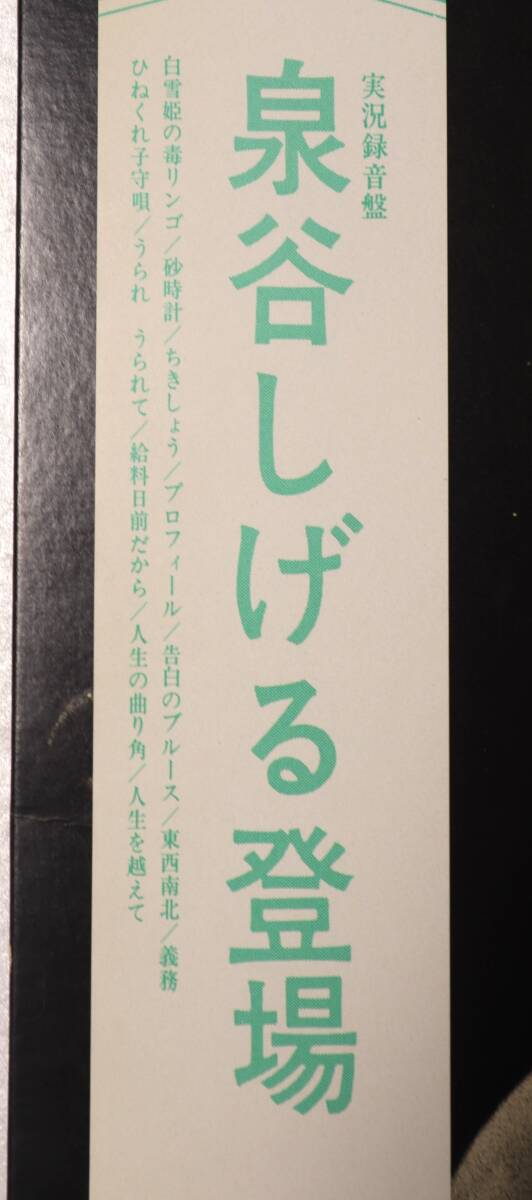 実況録音盤
泉谷しげる登場
白雪姫の毒リンゴ/砂時計/ちきしょう/プロフィール/告白のブルース/東西南北/義務
ひねくれ子守唄/うられ　うられて/給料日前だから/人生の曲り角/人生を越えて